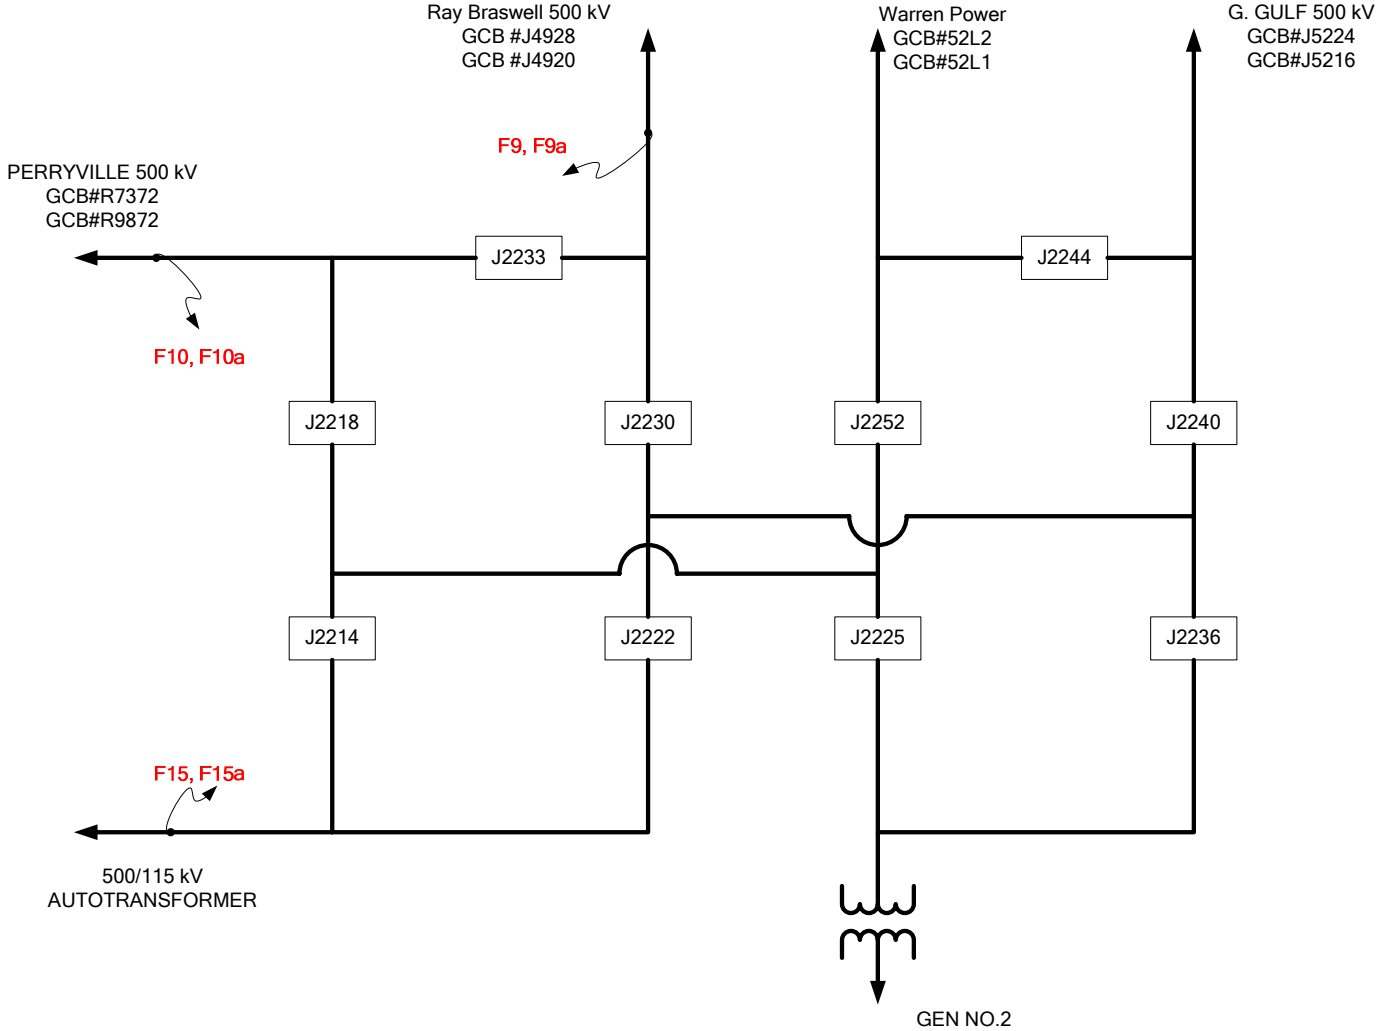 Ray Braswell 500 kV
GCB #J4928
GCB #J4920
Warren Power
GCB#52L2
GCB#52L1
G. GULF 500 kV
GCB#J5224
GCB#J5216
F9, F9a
PERRYVILLE 500 kV
GCB#R7372
GCB#R9872
J2233
J2244
F10, F10a
J2218
J2230
J2252
J2240
J2214
J2222
J2225
J2236
F15, F15a
500/115 kV
AUTOTRANSFORMER
GEN NO.2